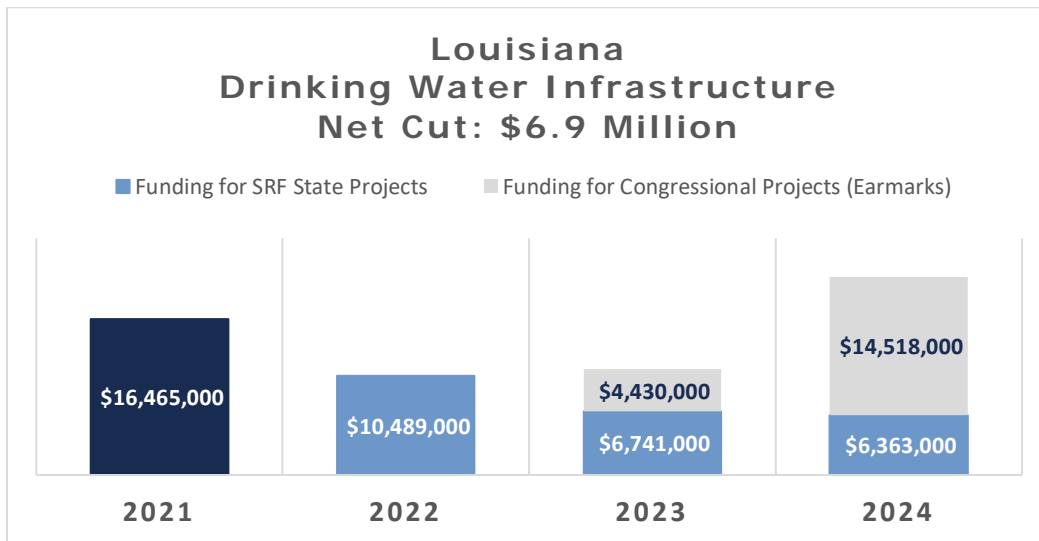 Louisiana
Drinking Water Infrastructure
Net Cut: $6.9 Million
Funding for SRF State Projects Funding for Congressional Projects (Earmarks)
$16,465,000
$10,489,000
$4,430,000
$6,741,000
$14,518,000
$6,363,000
2021 2022 2023 2024